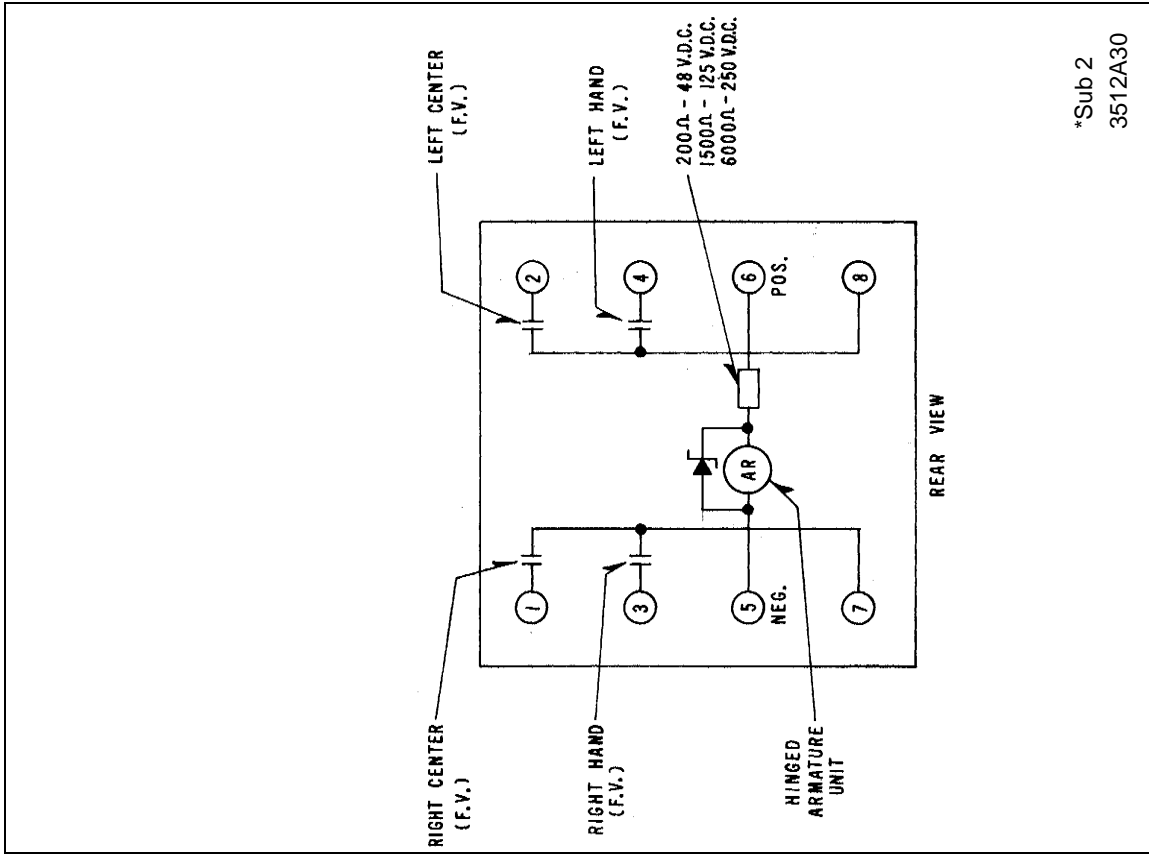 LEFT CENTER
(F.V.)
LEFT HAND
(F.V.)
200Ω - 48 V.D.C.
1500Ω - 125 V.D.C.
6000Ω - 250 V.D.C.
2
4
6
POS.
8
AR
1
3
5
NEG.
7
RIGHT CENTER
(F.V.)
RIGHT HAND
(F.V.)
HINGED
ARMATURE
UNIT
REAR VIEW
*Sub 2
3512A30